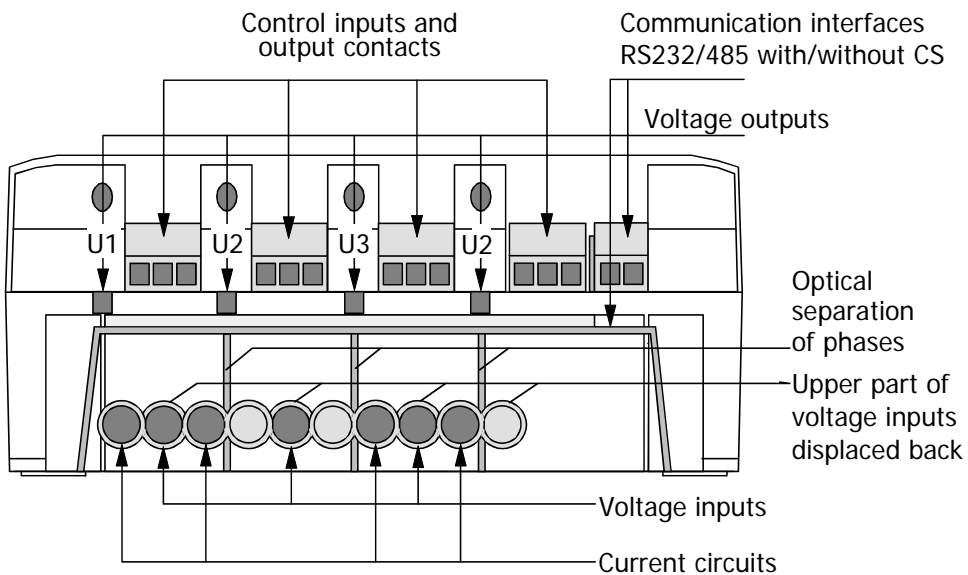 Control inputs and
output contacts
Communication interfaces
RS232/485 with/without CS
Voltage outputs
U1
U2
U3
U2
Optical
separation
of phases
Upper part of
voltage inputs
displaced back
Voltage inputs
Current circuits